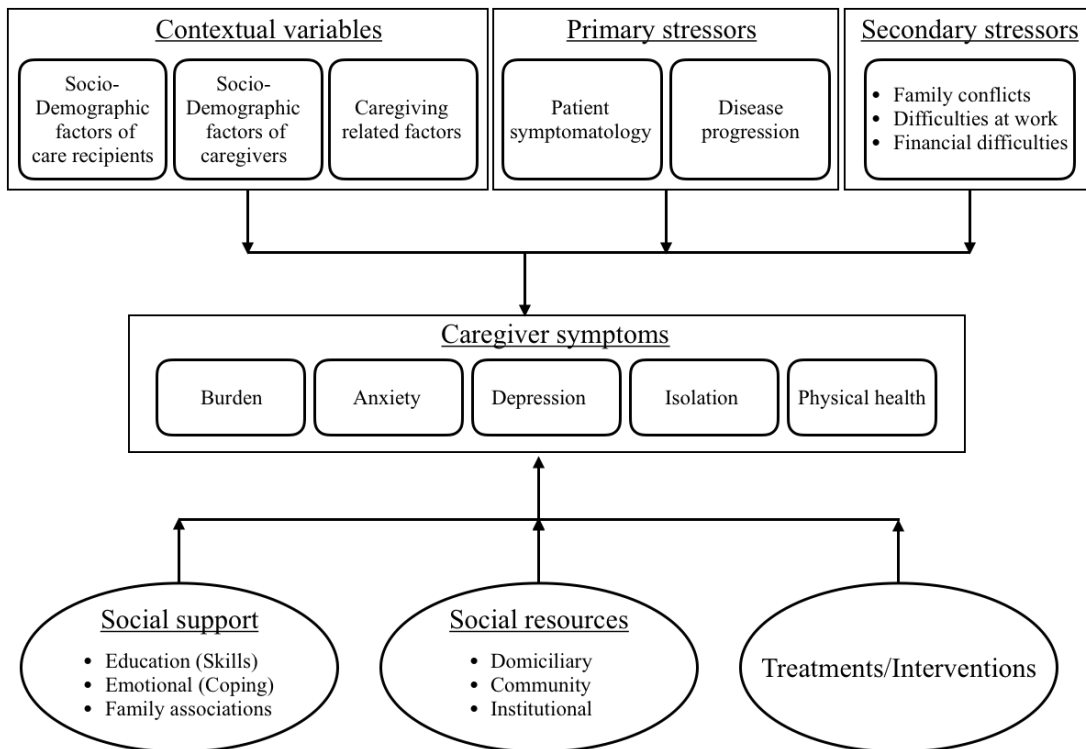 Contextual variables
Socio-
Demographic
factors of
care recipients
Socio-
Demographic
factors of
caregivers
Caregiving
related factors
Primary stressors
Patient
symptomatology
Disease
progression
Secondary stressors
• Family conflicts
• Difficulties at work
• Financial difficulties
Caregiver symptoms
Burden
Anxiety
Depression
Isolation
Physical health
Social support
• Education (Skills)
• Emotional (Coping)
• Family associations
Social resources
• Domiciliary
• Community
• Institutional
Treatments/Interventions